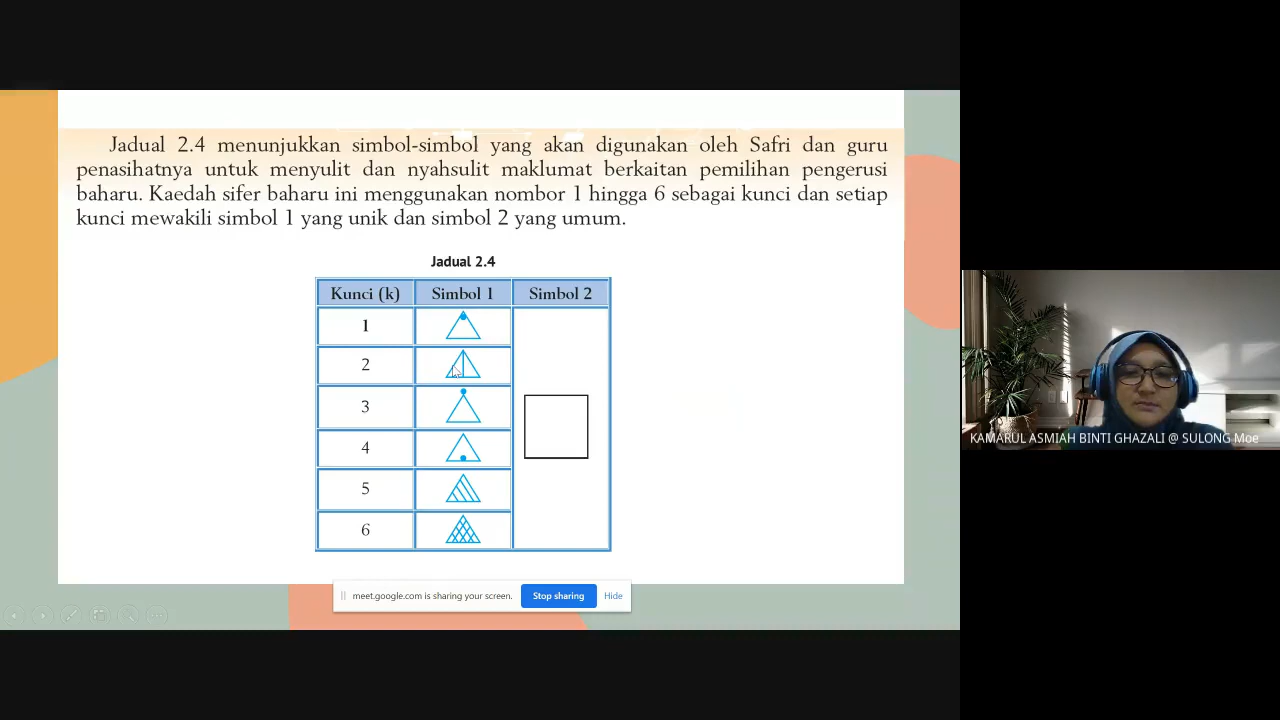 Jadual 2.4 menunjukkan simbol-simbol yang akan digunakan oleh Safri dan guru
penasihatnya untuk menyulit dan nyahsulit maklumat berkaitan pemilihan pengerusi
baharu. Kaedah sifer baharu ini menggunakan nombor 1 hingga 6 sebagai kunci dan setiap
kunci mewakili simbol 1 yang unik dan simbol 2 yang umum.
Jadual 2.4
Kunci (k) Simbol 1 Simbol 2
1
2
3
4
5
6
meet.google.com is sharing your screen. Stop sharing Hide
KAMARUL ASMIAH BINTI GHAZALI @ SULONG Moe